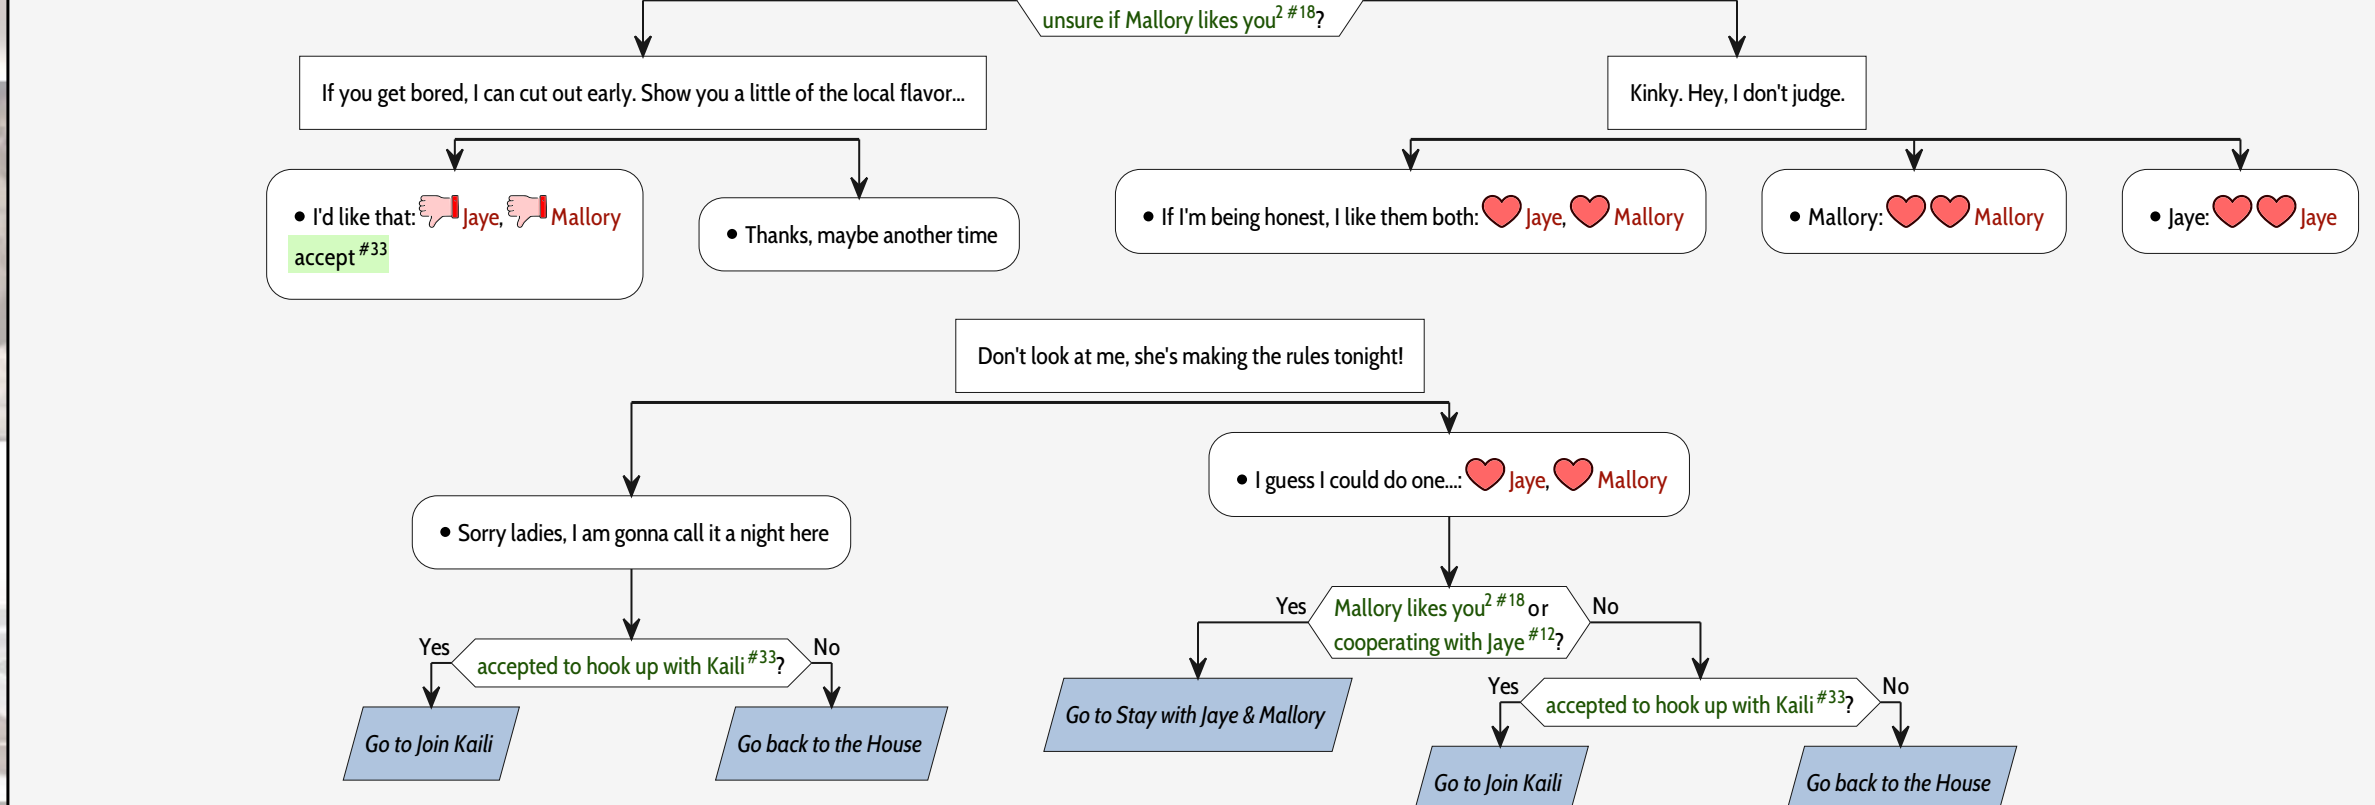 unsure if Mallory likes you2 #18?
If you get bored, I can cut out early. Show you a little of the local flavor...
Kinky. Hey, I don't judge.
• I'd like that: Jaye, Mallory
accept #33
• Thanks, maybe another time
• If I'm being honest, I like them both: Jaye, Mallory
• Mallory: Mallory
• Jaye: Jaye
Don't look at me, she's making the rules tonight!
• I guess I could do one...: Jaye, Mallory
• Sorry ladies, I am gonna call it a night here
Yes
Mallory likes you2 #18 or
cooperating with Jaye #12?
No
Yes
accepted to hook up with Kaili #33?
No
Go to Join Kaili
Go back to the House
Go to Stay with Jaye & Mallory
Yes
accepted to hook up with Kaili #33?
No
Go to Join Kaili
Go back to the House